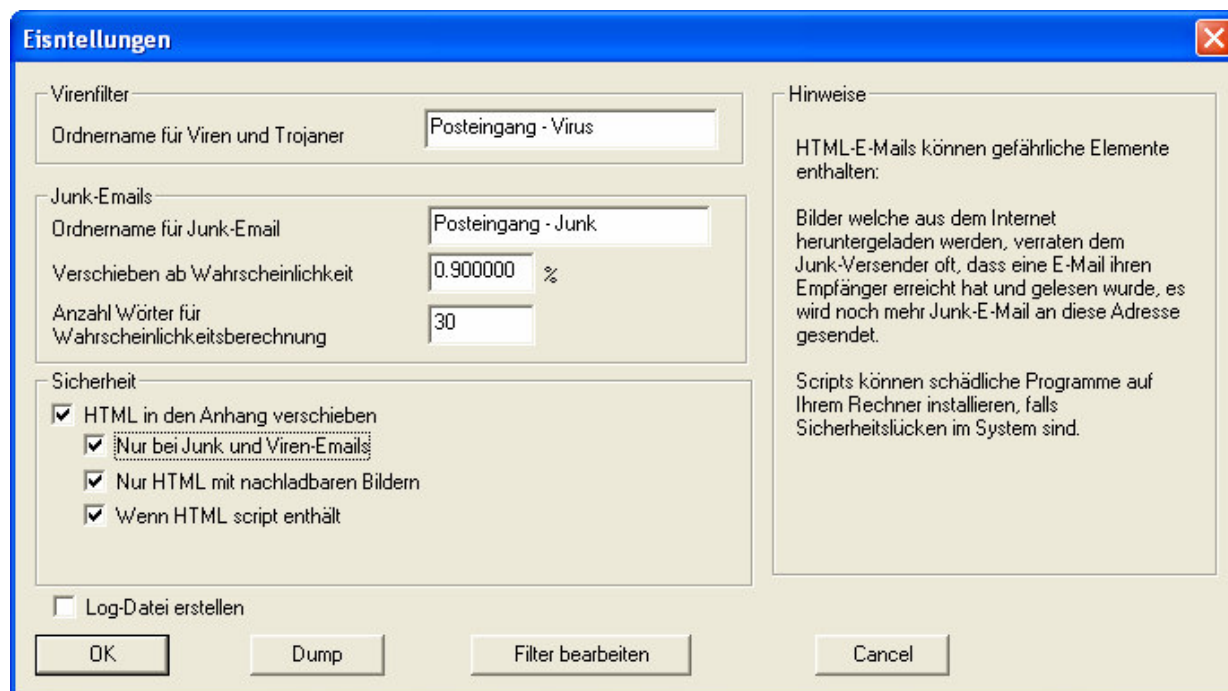 Eisntellungen
Virenfilter
Ordnername für Viren und Trojaner
Posteingang - Virus
Junk-Emails
Ordnername für Junk-Email
Posteingang - Junk
Verschieben ab Wahrscheinlichkeit
0.900000 %
Anzahl Wörter für
Wahrscheinlichkeitsberechnung
30
Sicherheit
HTML in den Anhang verschieben
Nur bei Junk und Viren-Emails
Nur HTML mit nachladbaren Bildern
Wenn HTML script enthält
Hinweise
HTML-E-Mails können gefährliche Elemente
enthalten:
Bilder welche aus dem Internet
heruntergeladen werden, verraten dem
Junk-Versender oft, dass eine E-Mail ihren
Empfänger erreicht hat und gelesen wurde, es
wird noch mehr Junk-E-Mail an diese Adresse
gesendet.
Scripts können schädliche Programme auf
Ihrem Rechner installieren, falls
Sicherheitslücken im System sind.
Log-Datei erstellen
OK
Dump
Filter bearbeiten
Cancel